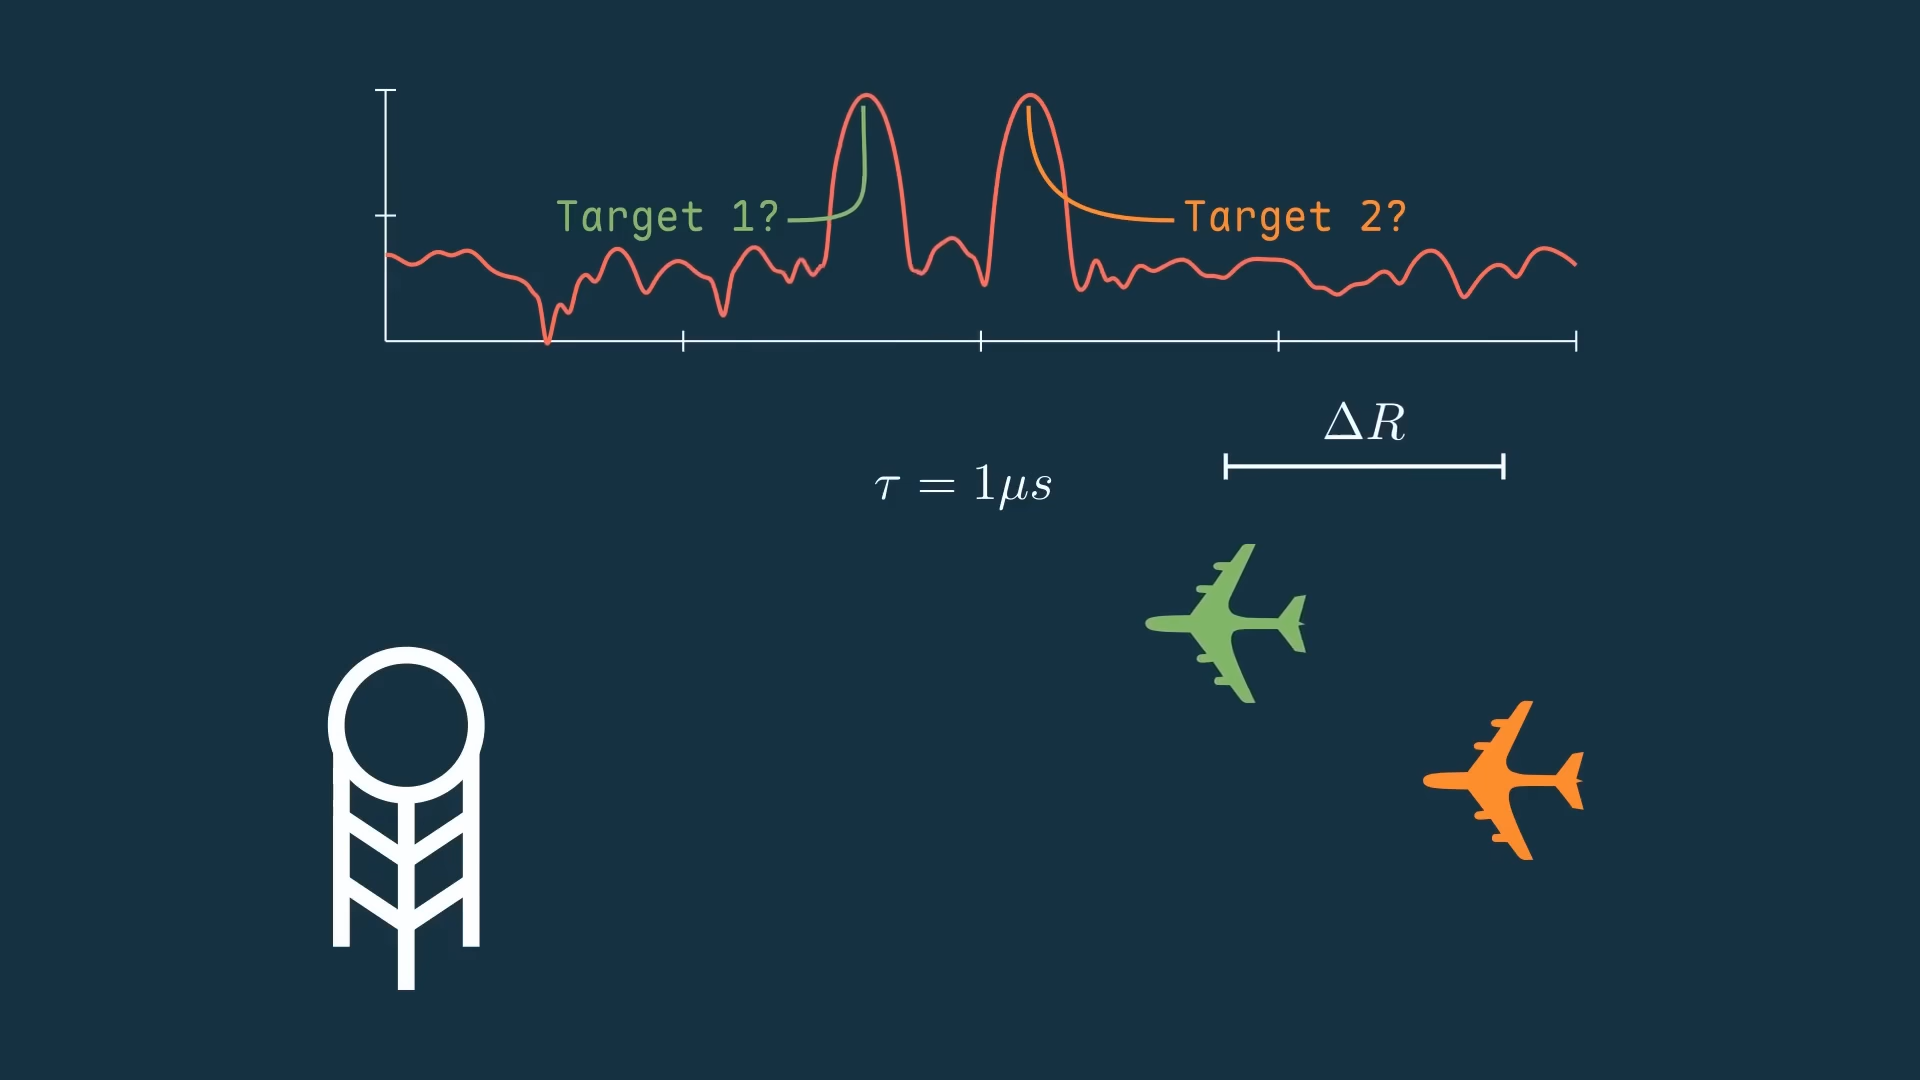 Target 1?
Target 2?
ΔR
τ = 1μs